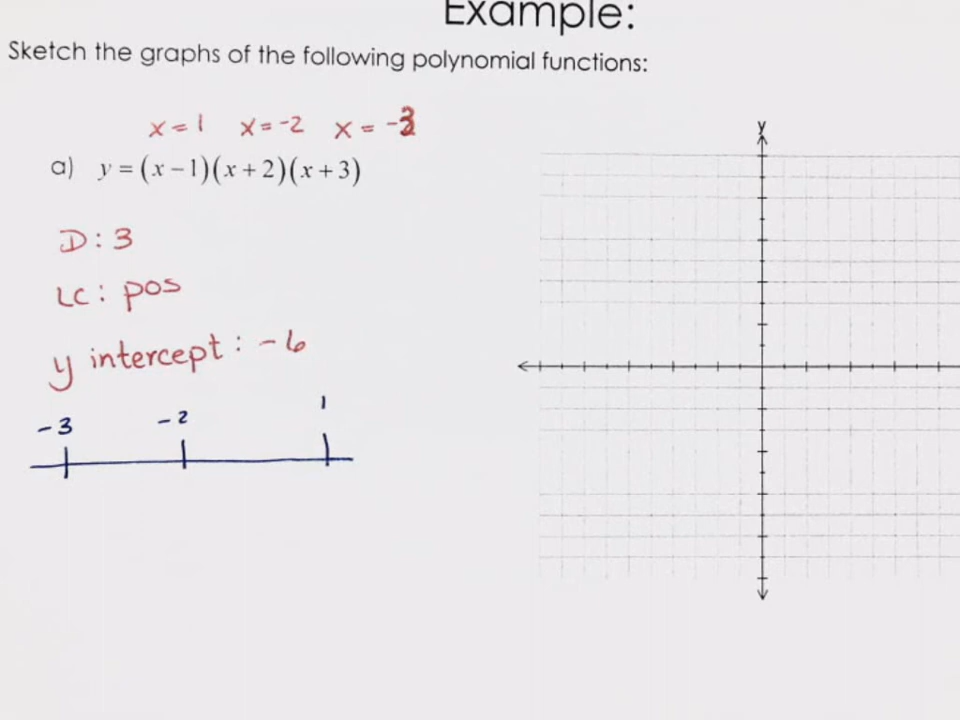 Example:
Sketch the graphs of the following polynomial functions:
x = 1 x = -2 x = -3
a) y = (x - 1)(x + 2)(x + 3)
D: 3
LC: pos
y intercept: -6
-3 -2 1
y